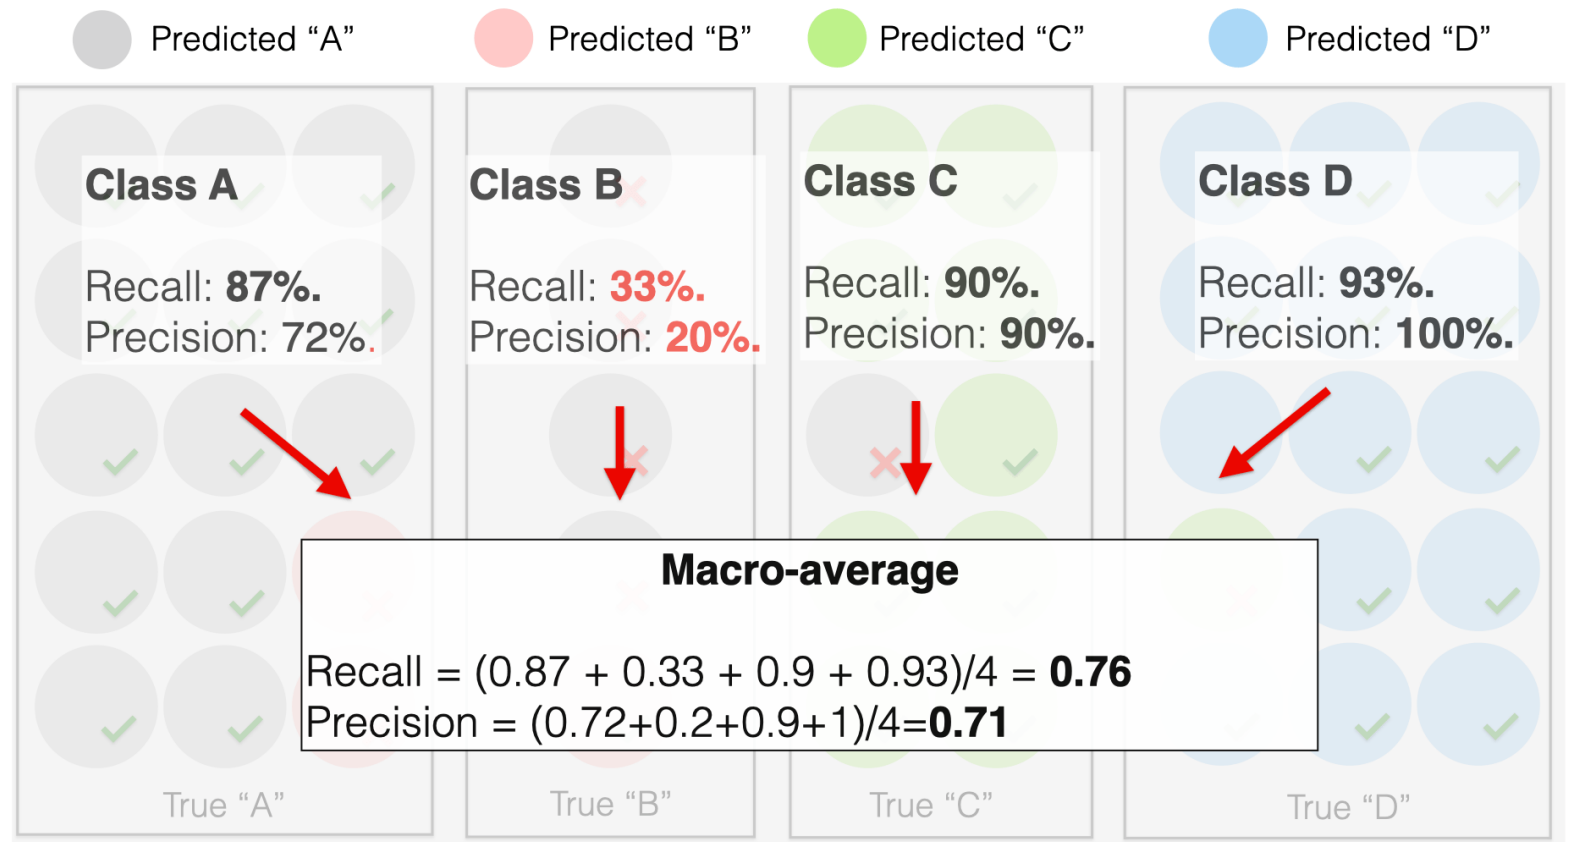 Predicted “A”
Predicted “B”
Predicted “C”
Predicted “D”
Class A
Recall: 87%.
Precision: 72%.
Class B
Recall: 33%.
Precision: 20%.
Class C
Recall: 90%.
Precision: 90%.
Class D
Recall: 93%.
Precision: 100%.
Macro-average
Recall = (0.87 + 0.33 + 0.9 + 0.93)/4 = 0.76
Precision = (0.72+0.2+0.9+1)/4=0.71
True “A”
True “B”
True “C”
True “D”